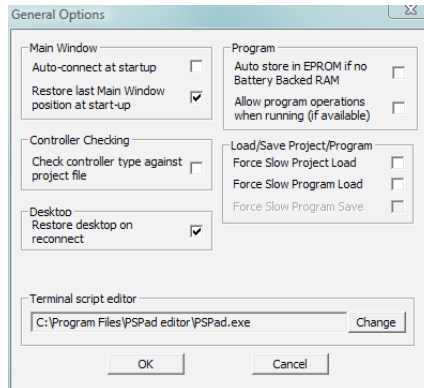 General Options
Main Window
Auto-connect at startup
Restore last Main Window
position at start-up
Controller Checking
Check controller type against
project file
Desktop
Restore desktop on
reconnect
Program
Auto store in EPROM if no
Battery Backed RAM
Allow program operations
when running (if available)
Load/Save Project/Program
Force Slow Project Load
Force Slow Program Load
Force Slow Program Save
Terminal script editor
C:\Program Files\PSPad editor\PSPad.exe
Change
OK
Cancel